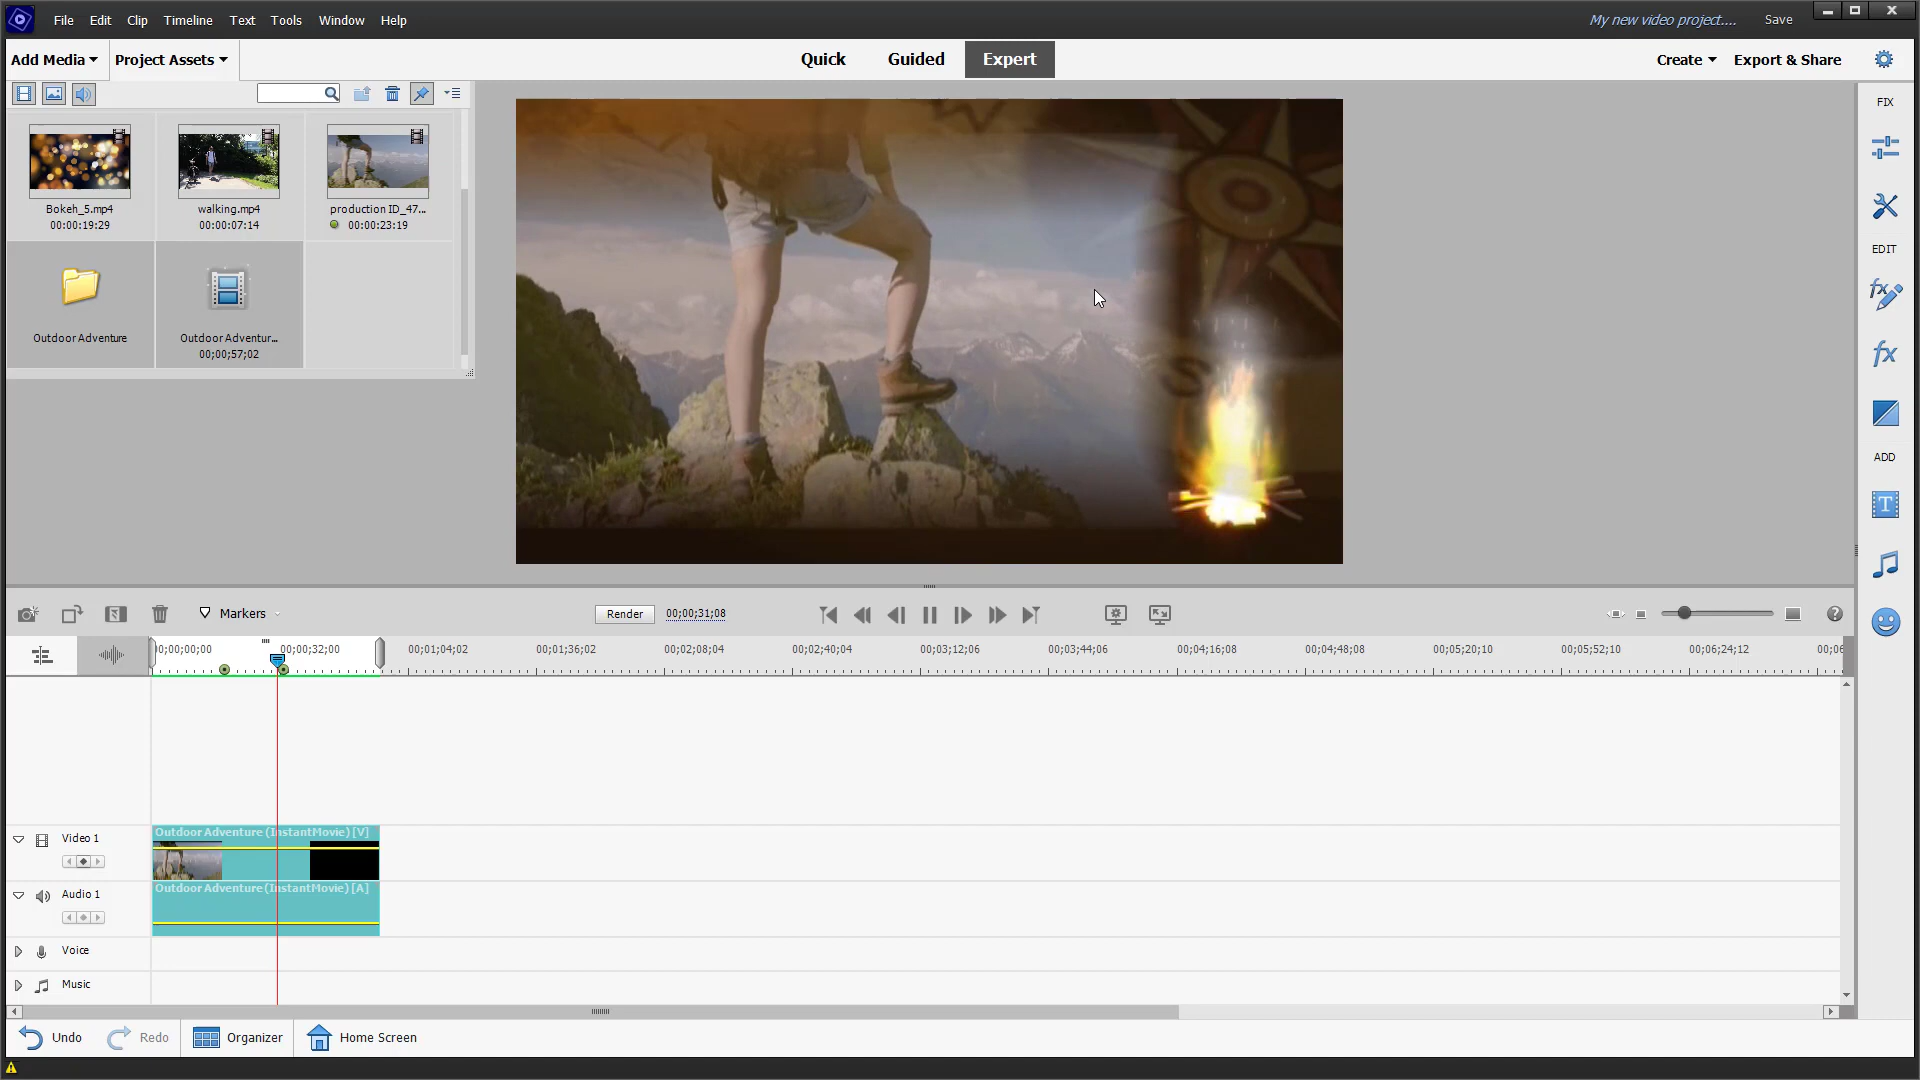 File Edit Clip Timeline Text Tools Window Help
My new video project.... Save
Add Media Project Assets
Quick Guided Expert
Create Export & Share
FIX
Bokeh_5.mp4
00:00:19:29
walking.mp4
00:00:07:14
production ID_47...
00:00:23:19
Outdoor Adventure
Outdoor Adventur...
00;00;57;02
EDIT
ADD
Markers
Render 00;00;31;08
00;00;32;00 00;01;04;02 00;01;36;02 00;02;08;04 00;02;40;04 00;03;12;06 00;03;44;06 00;04;16;08 00;04;48;08 00;05;20;10 00;05;52;10 00;06;24;12
Video 1
Outdoor Adventure (InstantMovie) [V]
Audio 1
Outdoor Adventure (InstantMovie) [A]
Voice
Music
Undo Redo Organizer Home Screen